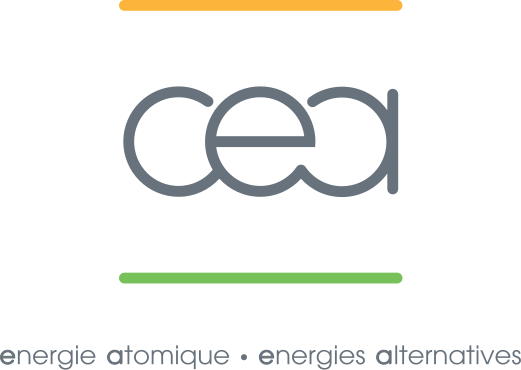 cea
energie atomique • energies alternatives